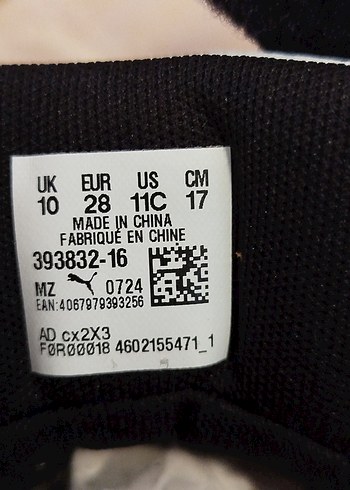 UK EUR US CM
10 28 11C 17
MADE IN CHINA
FABRIQUÉ EN CHINE
393832-16
MZ 0724
EAN:4067979393256
AD cx2X3
F0R00018 4602155471_1